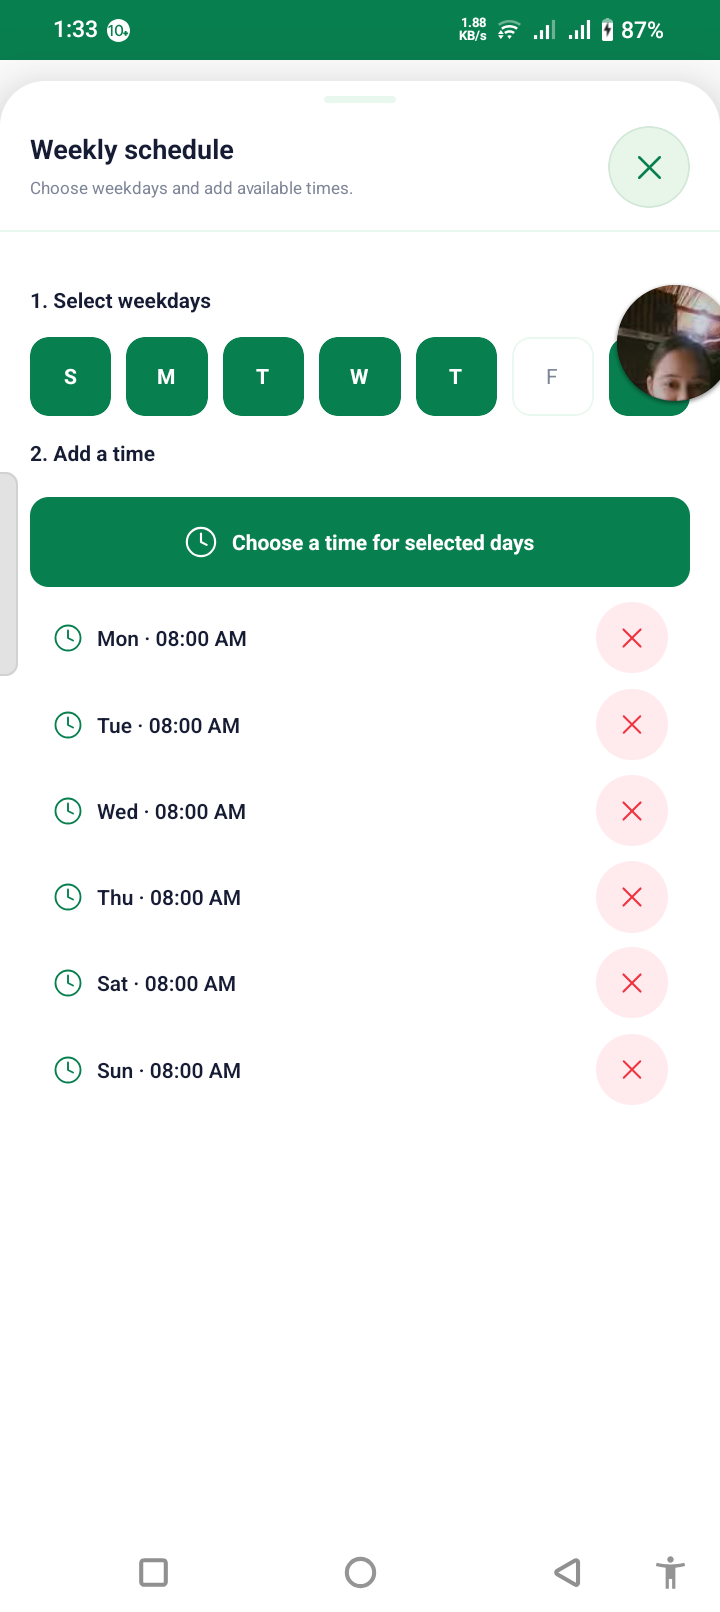 1:33
10+
1.88
KB/s
87%
Weekly schedule
Choose weekdays and add available times.
1. Select weekdays
S M T W T F
2. Add a time
Choose a time for selected days
Mon · 08:00 AM
Tue · 08:00 AM
Wed · 08:00 AM
Thu · 08:00 AM
Sat · 08:00 AM
Sun · 08:00 AM